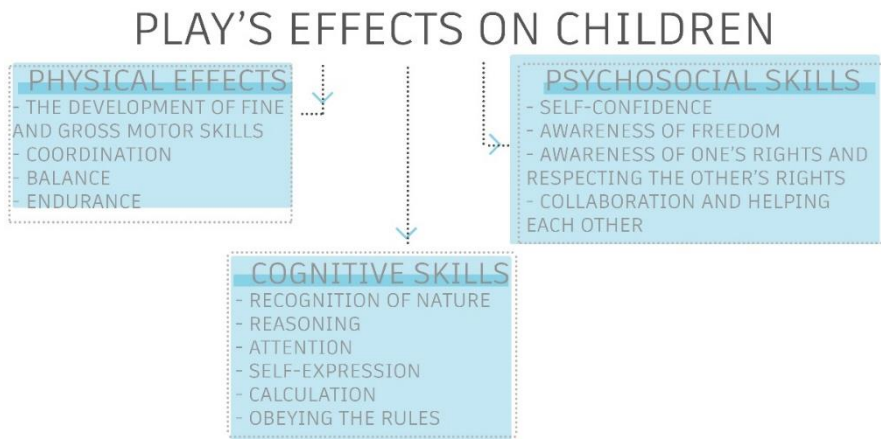 PLAY'S EFFECTS ON CHILDREN
PHYSICAL EFFECTS
- THE DEVELOPMENT OF FINE
AND GROSS MOTOR SKILLS
- COORDINATION
- BALANCE
- ENDURANCE
PSYCHOSOCIAL SKILLS
- SELF-CONFIDENCE
- AWARENESS OF FREEDOM
- AWARENESS OF ONE'S RIGHTS AND
RESPECTING THE OTHER'S RIGHTS
- COLLABORATION AND HELPING
EACH OTHER
COGNITIVE SKILLS
- RECOGNITION OF NATURE
- REASONING
- ATTENTION
- SELF-EXPRESSION
- CALCULATION
- OBEYING THE RULES